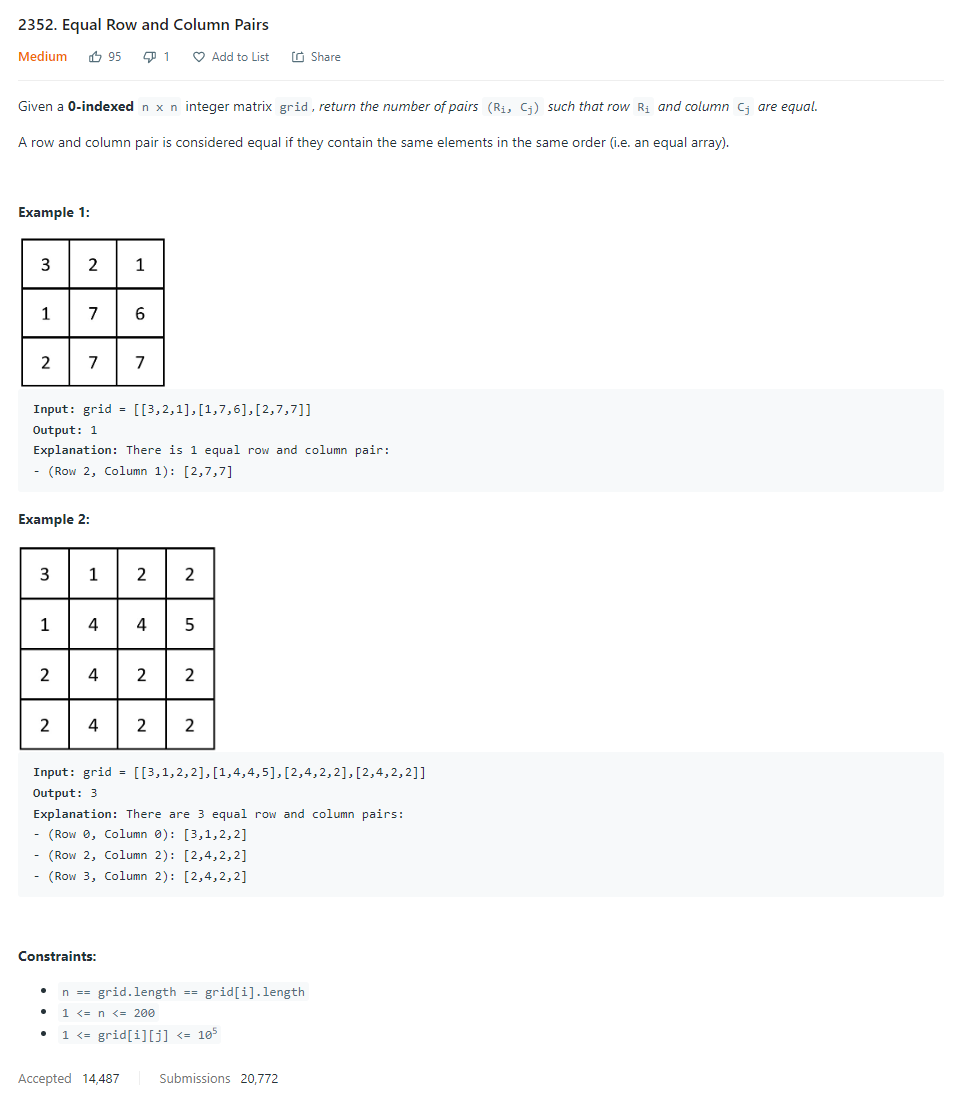 2352. Equal Row and Column Pairs
Medium 95 1 Add to List Share
Given a 0-indexed n x n integer matrix grid , return the number of pairs (Ri, Cj) such that row Ri and column Cj are equal.
A row and column pair is considered equal if they contain the same elements in the same order (i.e. an equal array).
Example 1:
3 2 1
1 7 6
2 7 7
Input: grid = [[3,2,1],[1,7,6],[2,7,7]]
Output: 1
Explanation: There is 1 equal row and column pair:
- (Row 2, Column 1): [2,7,7]
Example 2:
3 1 2 2
1 4 4 5
2 4 2 2
2 4 2 2
Input: grid = [[3,1,2,2],[1,4,4,5],[2,4,2,2],[2,4,2,2]]
Output: 3
Explanation: There are 3 equal row and column pairs:
- (Row 0, Column 0): [3,1,2,2]
- (Row 2, Column 2): [2,4,2,2]
- (Row 3, Column 2): [2,4,2,2]
Constraints:
• n == grid.length == grid[i].length
• 1 <= n <= 200
• 1 <= grid[i][j] <= 10⁵
Accepted 14,487 Submissions 20,772